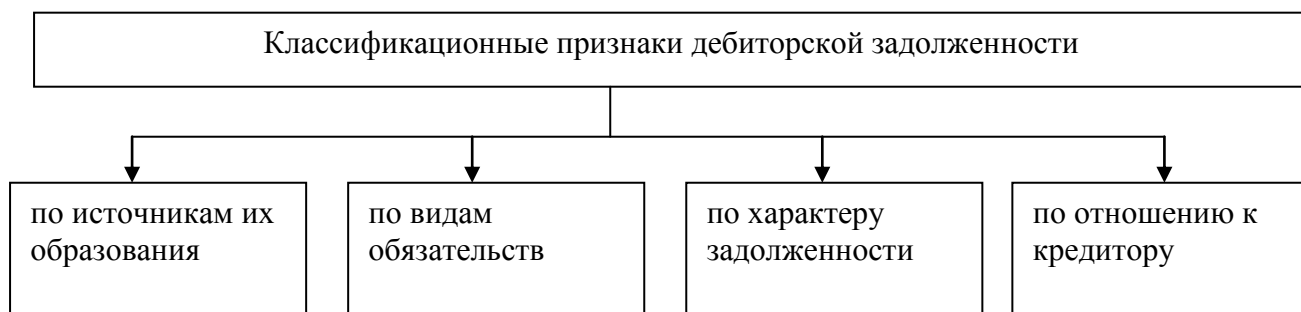 Классификационные признаки дебиторской задолженности
по источникам их
образования
по видам
обязательств
по характеру
задолженности
по отношению к
кредитору